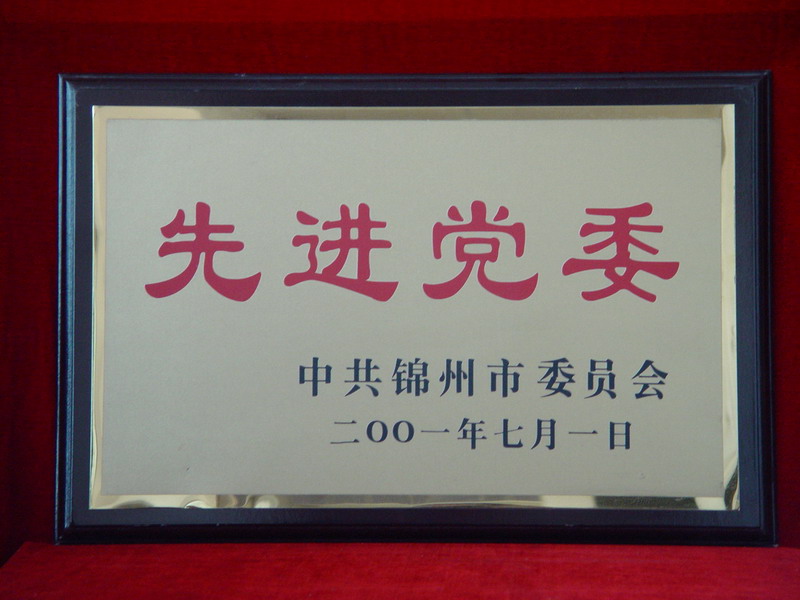 先进党委
中共锦州市委员会
二OO一年七月一日